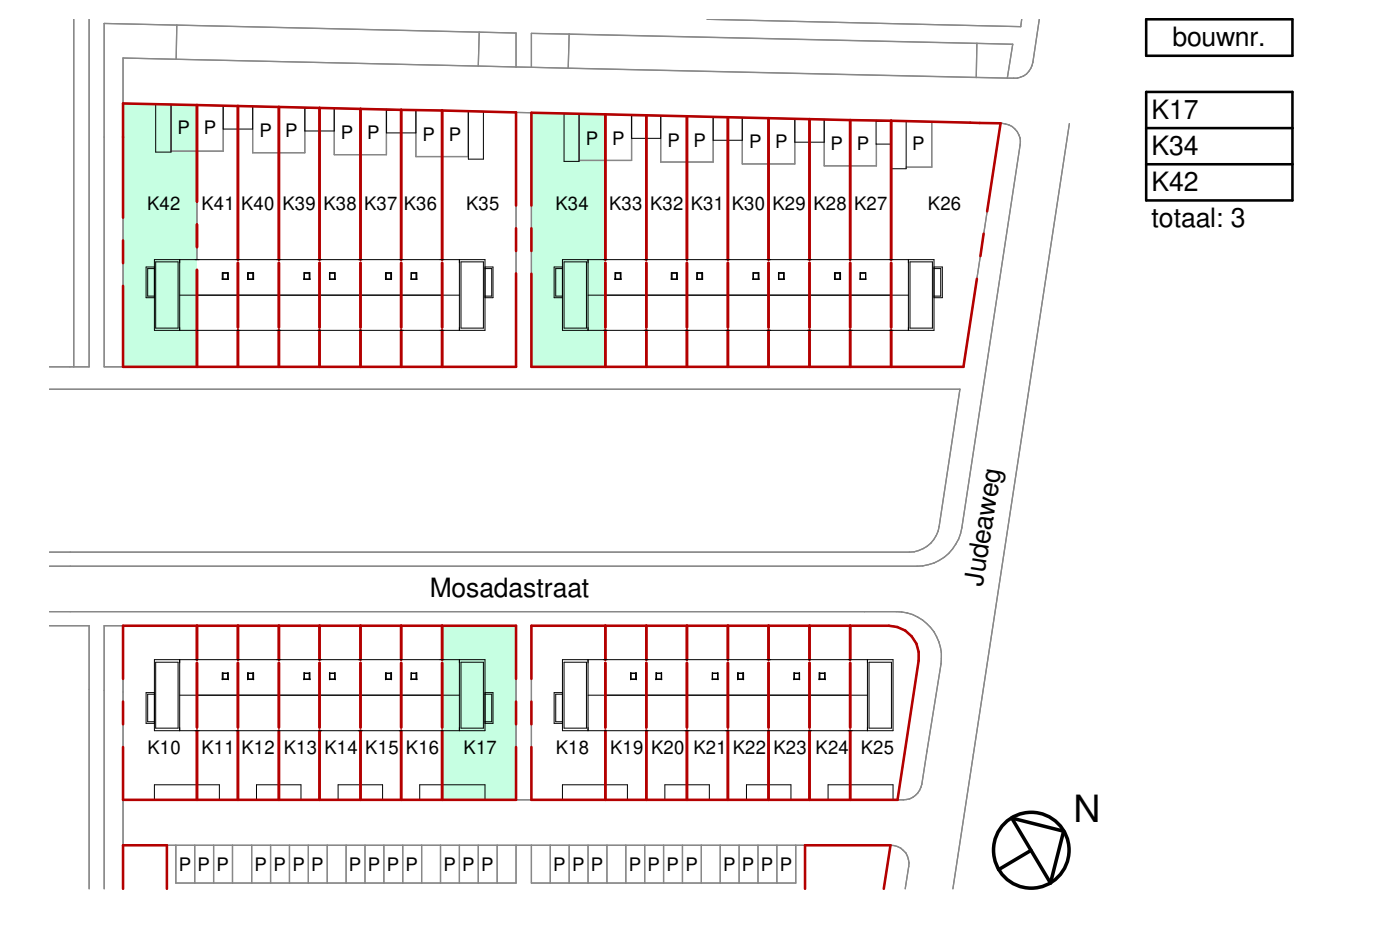 bouwnr.
K17
K34
K42
totaal: 3
P P P P P P P P P P P P P P P P
K42 K41 K40 K39 K38 K37 K36 K35 K34 K33 K32 K31 K30 K29 K28 K27 K26
Judeaweg
Mosadastraat
K10 K11 K12 K13 K14 K15 K16 K17 K18 K19 K20 K21 K22 K23 K24 K25
N
P P P P P P P P P P P P P P P P P P P P P P P P P